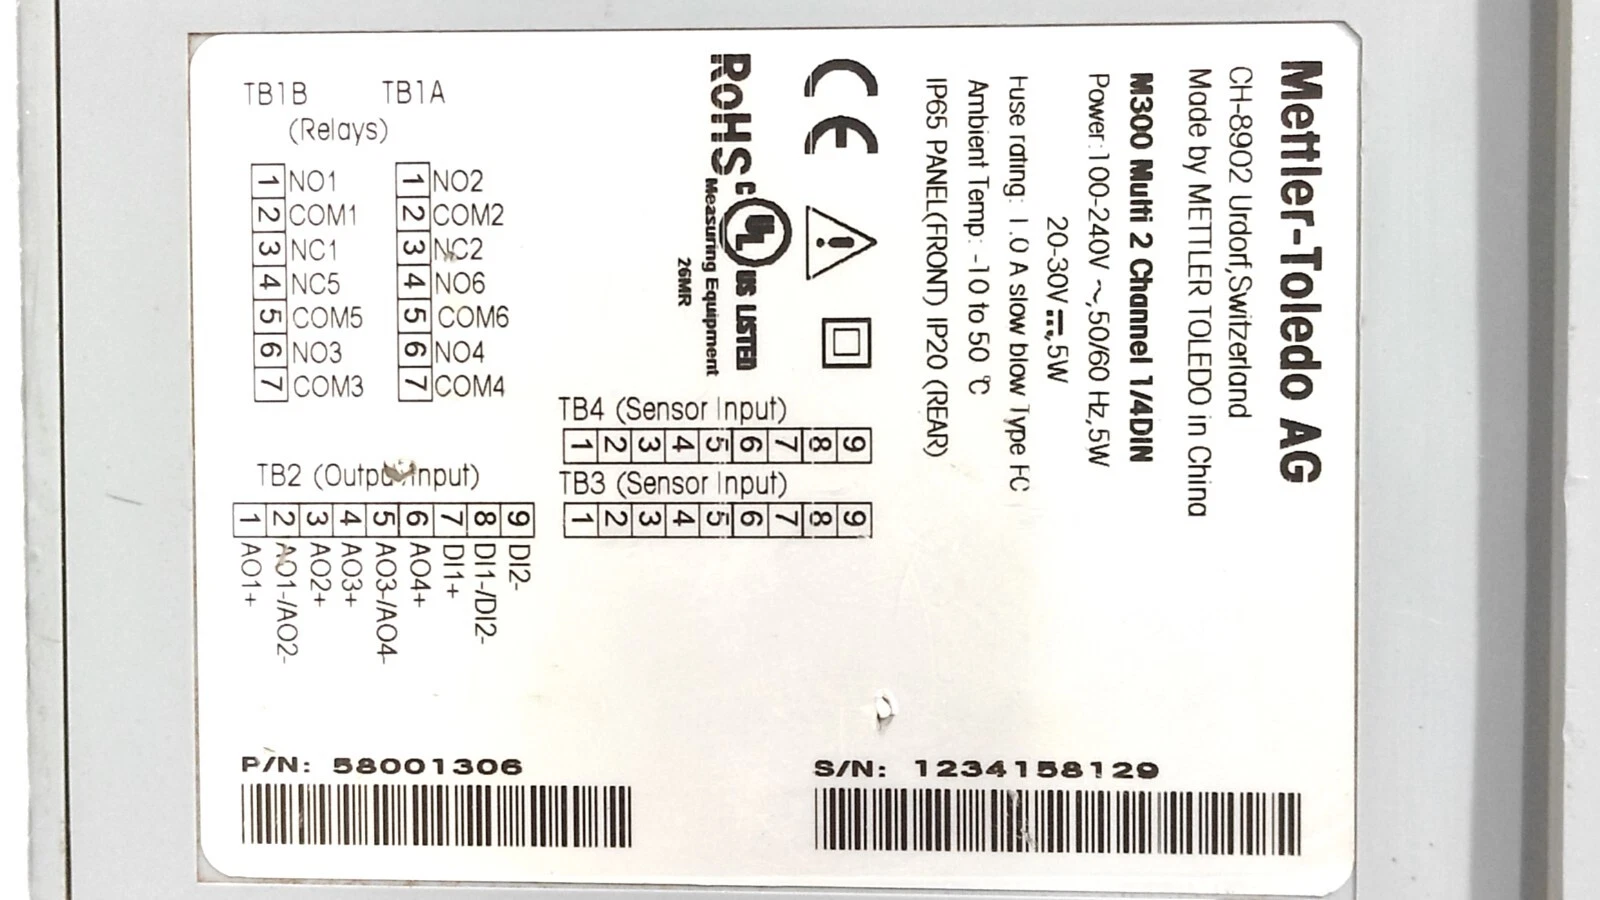 Mettler-Toledo AG
CH-8902 Urdorf,Switzerland
Made by METTLER TOLEDO in China
M300 Multi 2 Channel 1/4DIN
Power:100-240V ~,50/60 Hz,5W
20-30V⎓,5W
Fuse rating: 1.0 A slow blow Type FC
Ambient Temp: -10 to 50 ℃
IP65 PANEL(FRONT) IP20 (REAR)
CE
RoHS
C UL US LISTED
Measuring Equipment
26MR
TB1B TB1A
(Relays)
1 NO1 1 NO2
2 COM1 2 COM2
3 NC1 3 NC2
4 NC5 4 NO6
5 COM5 5 COM6
6 NO3 6 NO4
7 COM3 7 COM4
TB4 (Sensor Input)
1 2 3 4 5 6 7 8 9
TB3 (Sensor Input)
1 2 3 4 5 6 7 8 9
TB2 (Output/Input)
1 AO1+
2 AO1-/AO2-
3 AO2+
4 AO3+
5 AO3-/AO4-
6 AO4+
7 DI1+
8 DI1-/DI2-
9 DI2-
P/N: 58001306
S/N: 1234158129